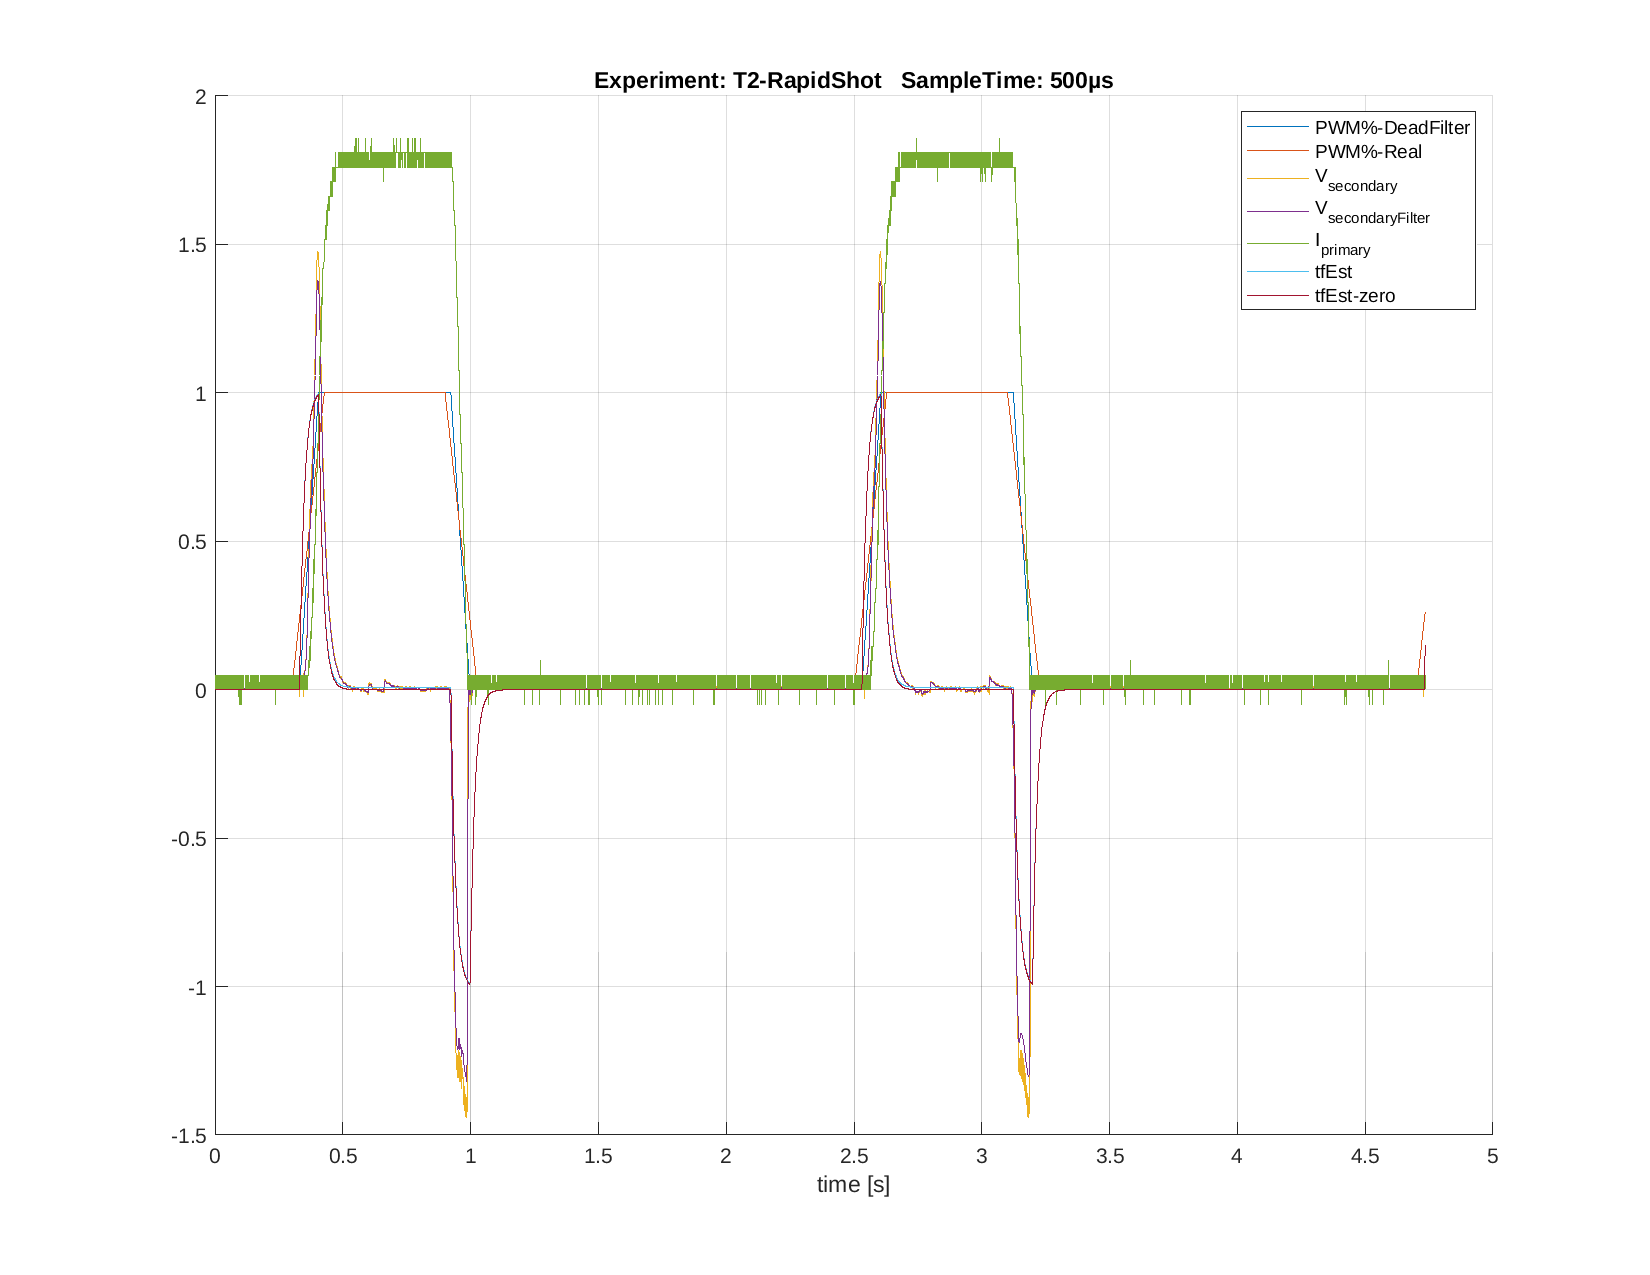 Experiment: T2-RapidShot   SampleTime: 500µs
2
1.5
1
0.5
0
-0.5
-1
-1.5
PWM%-DeadFilter
PWM%-Real
Vsecondary
VsecondaryFilter
Iprimary
tfEst
tfEst-zero
0 0.5 1 1.5 2 2.5 3 3.5 4 4.5 5
time [s]